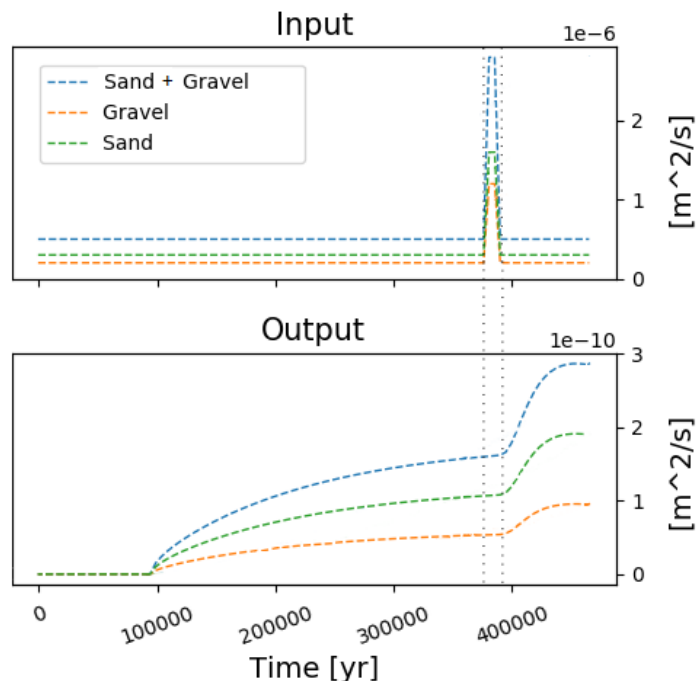 Input
1e−6
Sand + Gravel
Gravel
Sand
2
1
0
[m^2/s]
Output
1e−10
3
2
1
0
[m^2/s]
0
100000
200000
300000
400000
Time [yr]